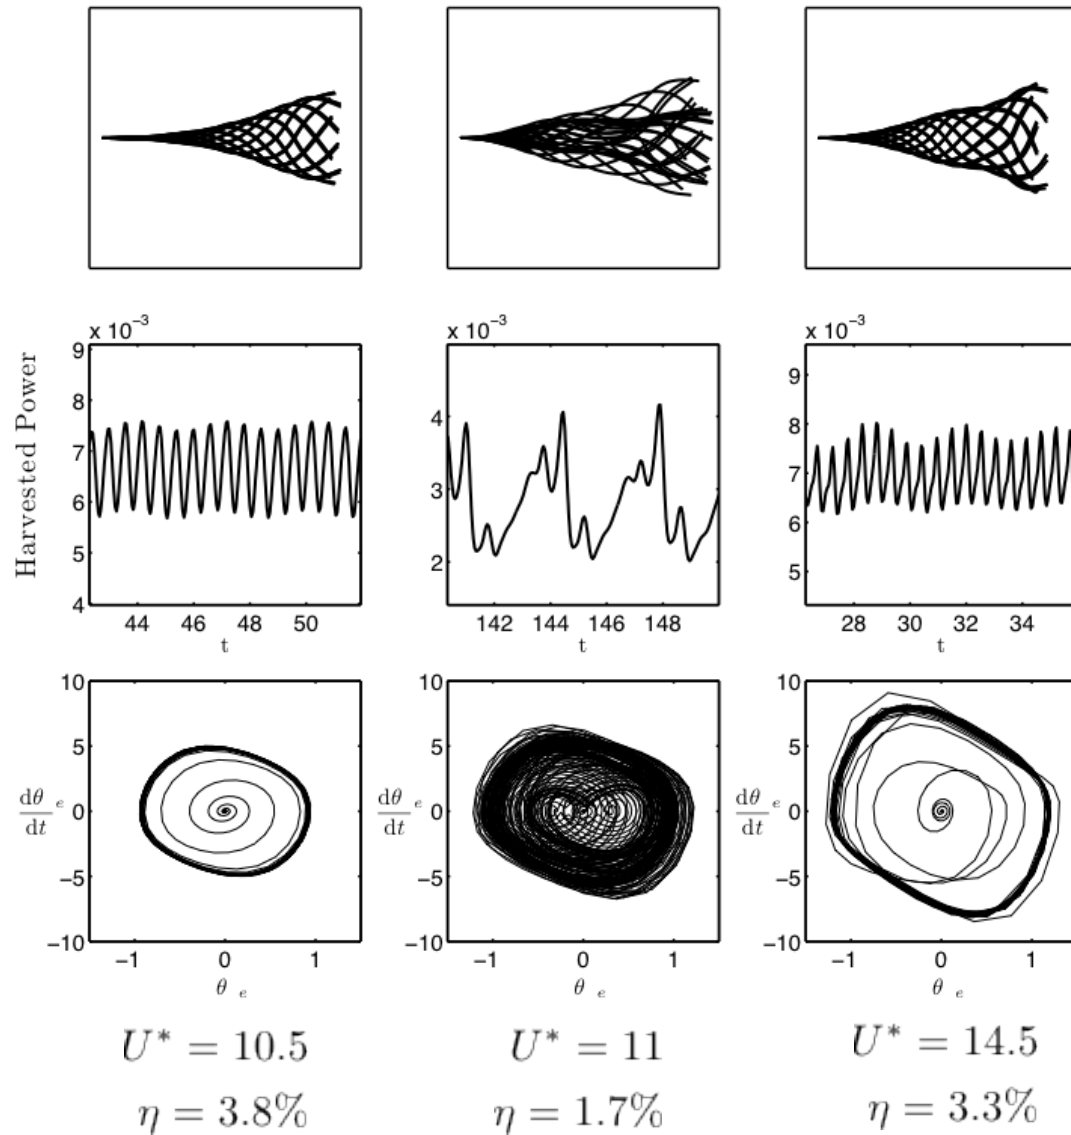 x 10⁻³ x 10⁻³ x 10⁻³
Harvested Power
9
8
7
6
5
4
44 46 48 50
t
4
3
2
142 144 146 148
t
9
8
7
6
5
28 30 32 34
t
10
5
0
−5
−10
dθ e
dt
−1 0 1
θ e
10
5
0
−5
−10
dθ e
dt
−1 0 1
θ e
10
5
0
−5
−10
dθ e
dt
−1 0 1
θ e
U* = 10.5 U* = 11 U* = 14.5
η = 3.8% η = 1.7% η = 3.3%